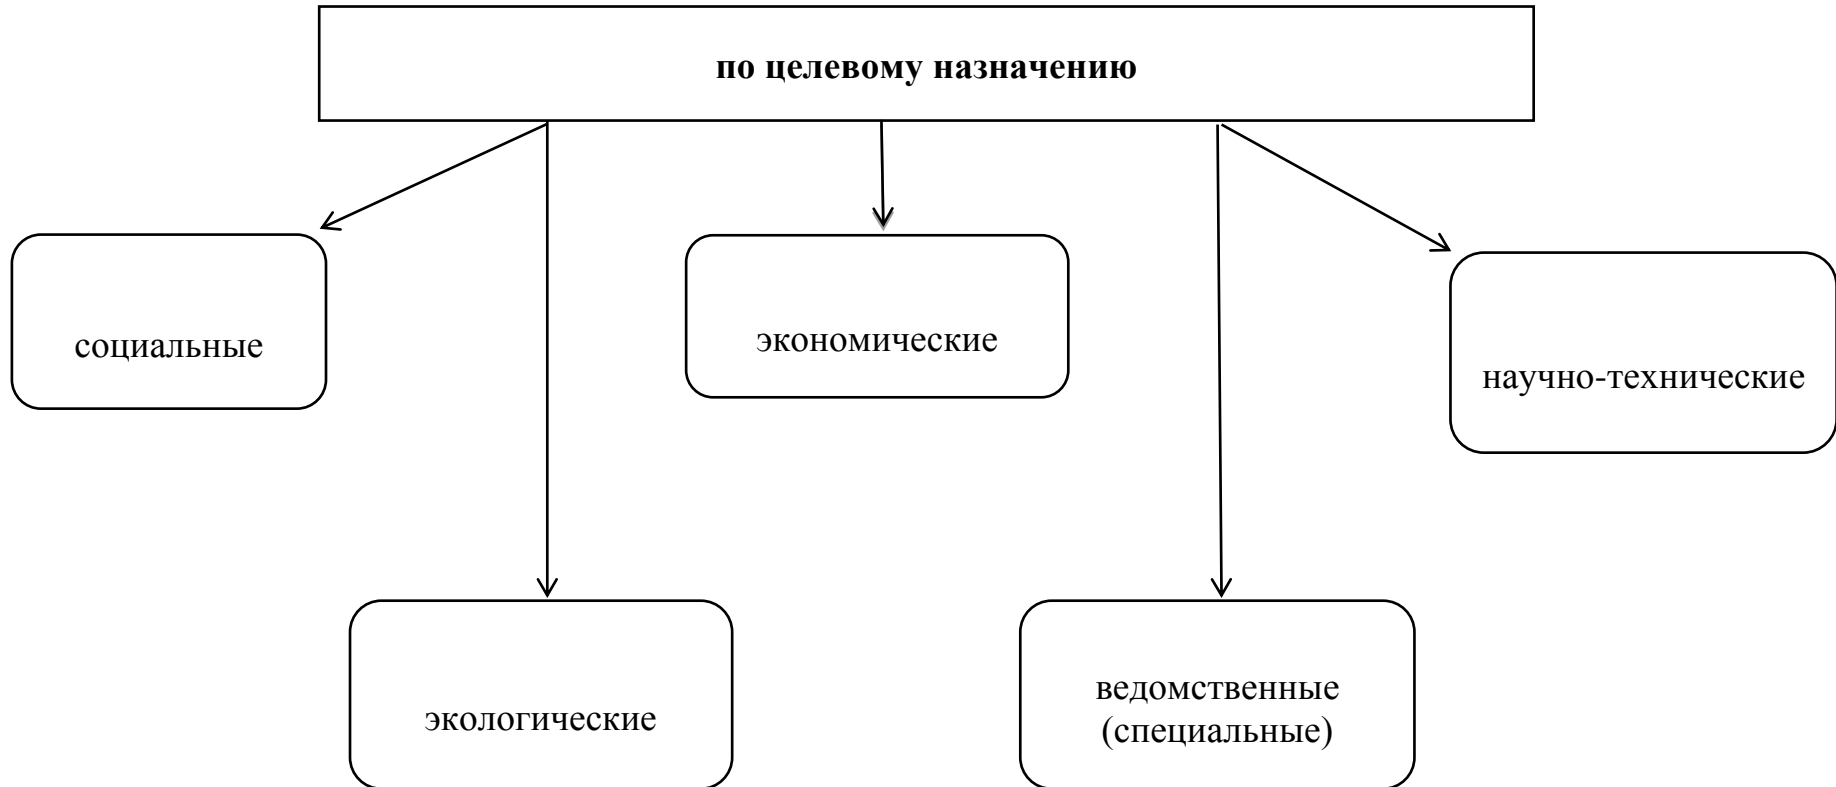 по целевому назначению
социальные
экономические
научно-технические
экологические
ведомственные
(специальные)